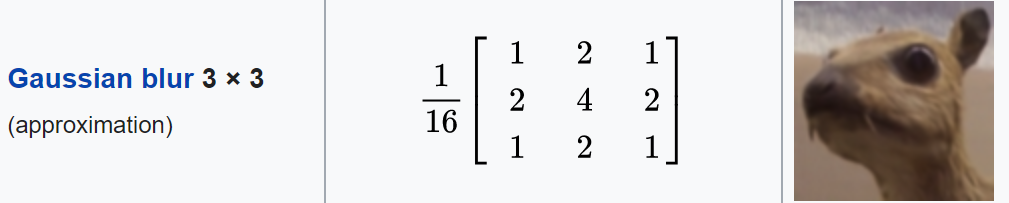 Gaussian blur 3 × 3
(approximation)
1
16
1 2 1
2 4 2
1 2 1